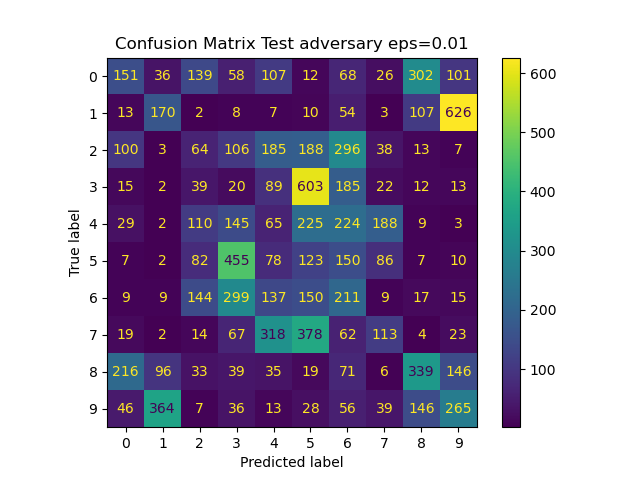 Confusion Matrix Test adversary eps=0.01
0 151 36 139 58 107 12 68 26 302 101
1 13 170 2 8 7 10 54 3 107 626
2 100 3 64 106 185 188 296 38 13 7
3 15 2 39 20 89 603 185 22 12 13
4 29 2 110 145 65 225 224 188 9 3
5 7 2 82 455 78 123 150 86 7 10
6 9 9 144 299 137 150 211 9 17 15
7 19 2 14 67 318 378 62 113 4 23
8 216 96 33 39 35 19 71 6 339 146
9 46 364 7 36 13 28 56 39 146 265
0 1 2 3 4 5 6 7 8 9
Predicted label
True label
600
500
400
300
200
100